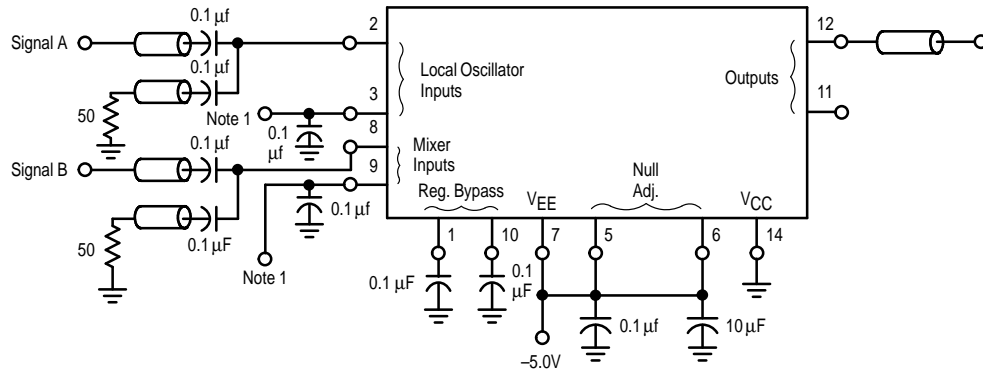 0.1 µf
2
12
Signal A
0.1 µf
Local Oscillator
Inputs
Outputs
3
11
50
Note 1
0.1
µf
8
0.1 µf
Mixer
Inputs
Signal B
9
Reg. Bypass
VEE
Null
Adj.
VCC
0.1 µf
0.1 µF
1
10
7
5
6
14
50
Note 1
0.1 µF
0.1
µF
0.1 µf
10 µF
–5.0V